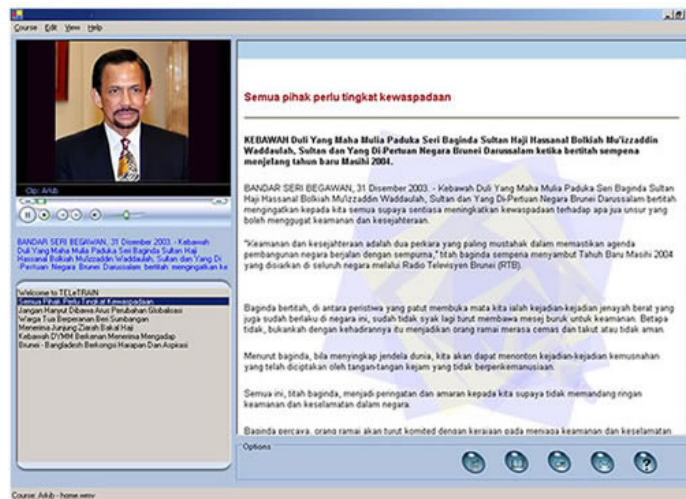 Course Edit View Help
Clip: Arkib
BANDAR SERI BEGAWAN, 31 Disember 2003. - Kebawah
Duli Yang Maha Mulia Paduka Seri Baginda Sultan Haji
Hassanal Bolkiah Mu'izzaddin Waddaulah, Sultan dan Yang Di
-Pertuan Negara Brunei Darussalam bertitah mengingatkan ke
Welcome to TELeTRAIN
Semua Pihak Perlu Tingkat Kewaspadaan
Jangan Hanyut Dibawa Arus Perubahan Globalisasi
Warga Tua Berperanan Beri Sumbangan
Menerima Junjung Ziarah Bakal Haji
Kebawah DYMM Berkenan Menerima Mengadap
Brunei - Bangladesh Berkongsi Harapan Dan Aspirasi
Semua pihak perlu tingkat kewaspadaan
KEBAWAH Duli Yang Maha Mulia Paduka Seri Baginda Sultan Haji Hassanal Bolkiah Mu'izzaddin
Waddaulah, Sultan dan Yang Di-Pertuan Negara Brunei Darussalam ketika bertitah sempena
menjelang tahun baru Masihi 2004.
BANDAR SERI BEGAWAN, 31 Disember 2003. - Kebawah Duli Yang Maha Mulia Paduka Seri Baginda Sultan
Haji Hassanal Bolkiah Mu'izzaddin Waddaulah, Sultan dan Yang Di-Pertuan Negara Brunei Darussalam bertitah
mengingatkan kepada kita semua supaya sentiasa meningkatkan kewaspadaan terhadap apa jua unsur yang
boleh menggugat keamanan dan kesejahteraan.
"Keamanan dan kesejahteraan adalah dua perkara yang paling mustahak dalam memastikan agenda
pembangunan negara berjalan dengan sempurna," titah baginda sempena menyambut Tahun Baru Masihi 2004
yang disiarkan di seluruh negara melalui Radio Televisyen Brunei (RTB).
Baginda bertitah, di antara peristiwa yang patut membuka mata kita ialah kejadian-kejadian jenayah berat yang
juga sudah berlaku di negara ini, sudah tidak syak lagi turut membawa mesej buruk untuk keamanan. Betapa
tidak, bukankah dengan kehadirannya itu menjadikan orang ramai merasa cemas dan takut atau tidak aman.
Menurut baginda, bila menyingkap jendela dunia, kita akan dapat menonton kejadian-kejadian kemusnahan
yang telah diciptakan oleh tangan-tangan kejam yang tidak berperikemanusiaan.
Semua ini, titah baginda, menjadi peringatan dan amaran kepada kita supaya tidak memandang ringan
keamanan dan keselamatan dalam negara.
Baginda percaya, orang ramai akan turut komited dengan kerajaan pada menjaga keamanan dan keselamatan
Options
Course: Arkib - home.wmv